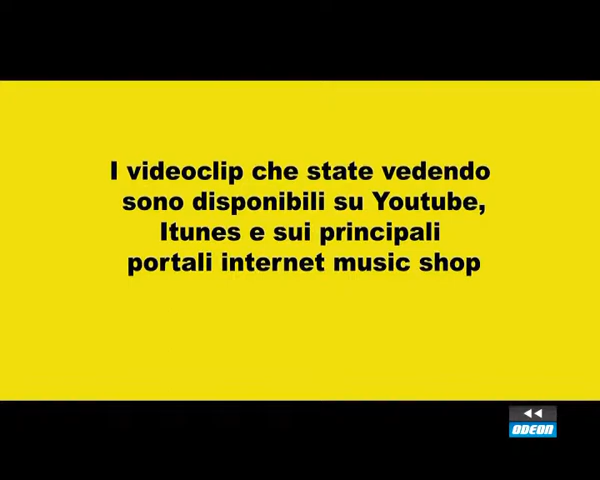 I videoclip che state vedendo
sono disponibili su Youtube,
Itunes e sui principali
portali internet music shop
ODEON